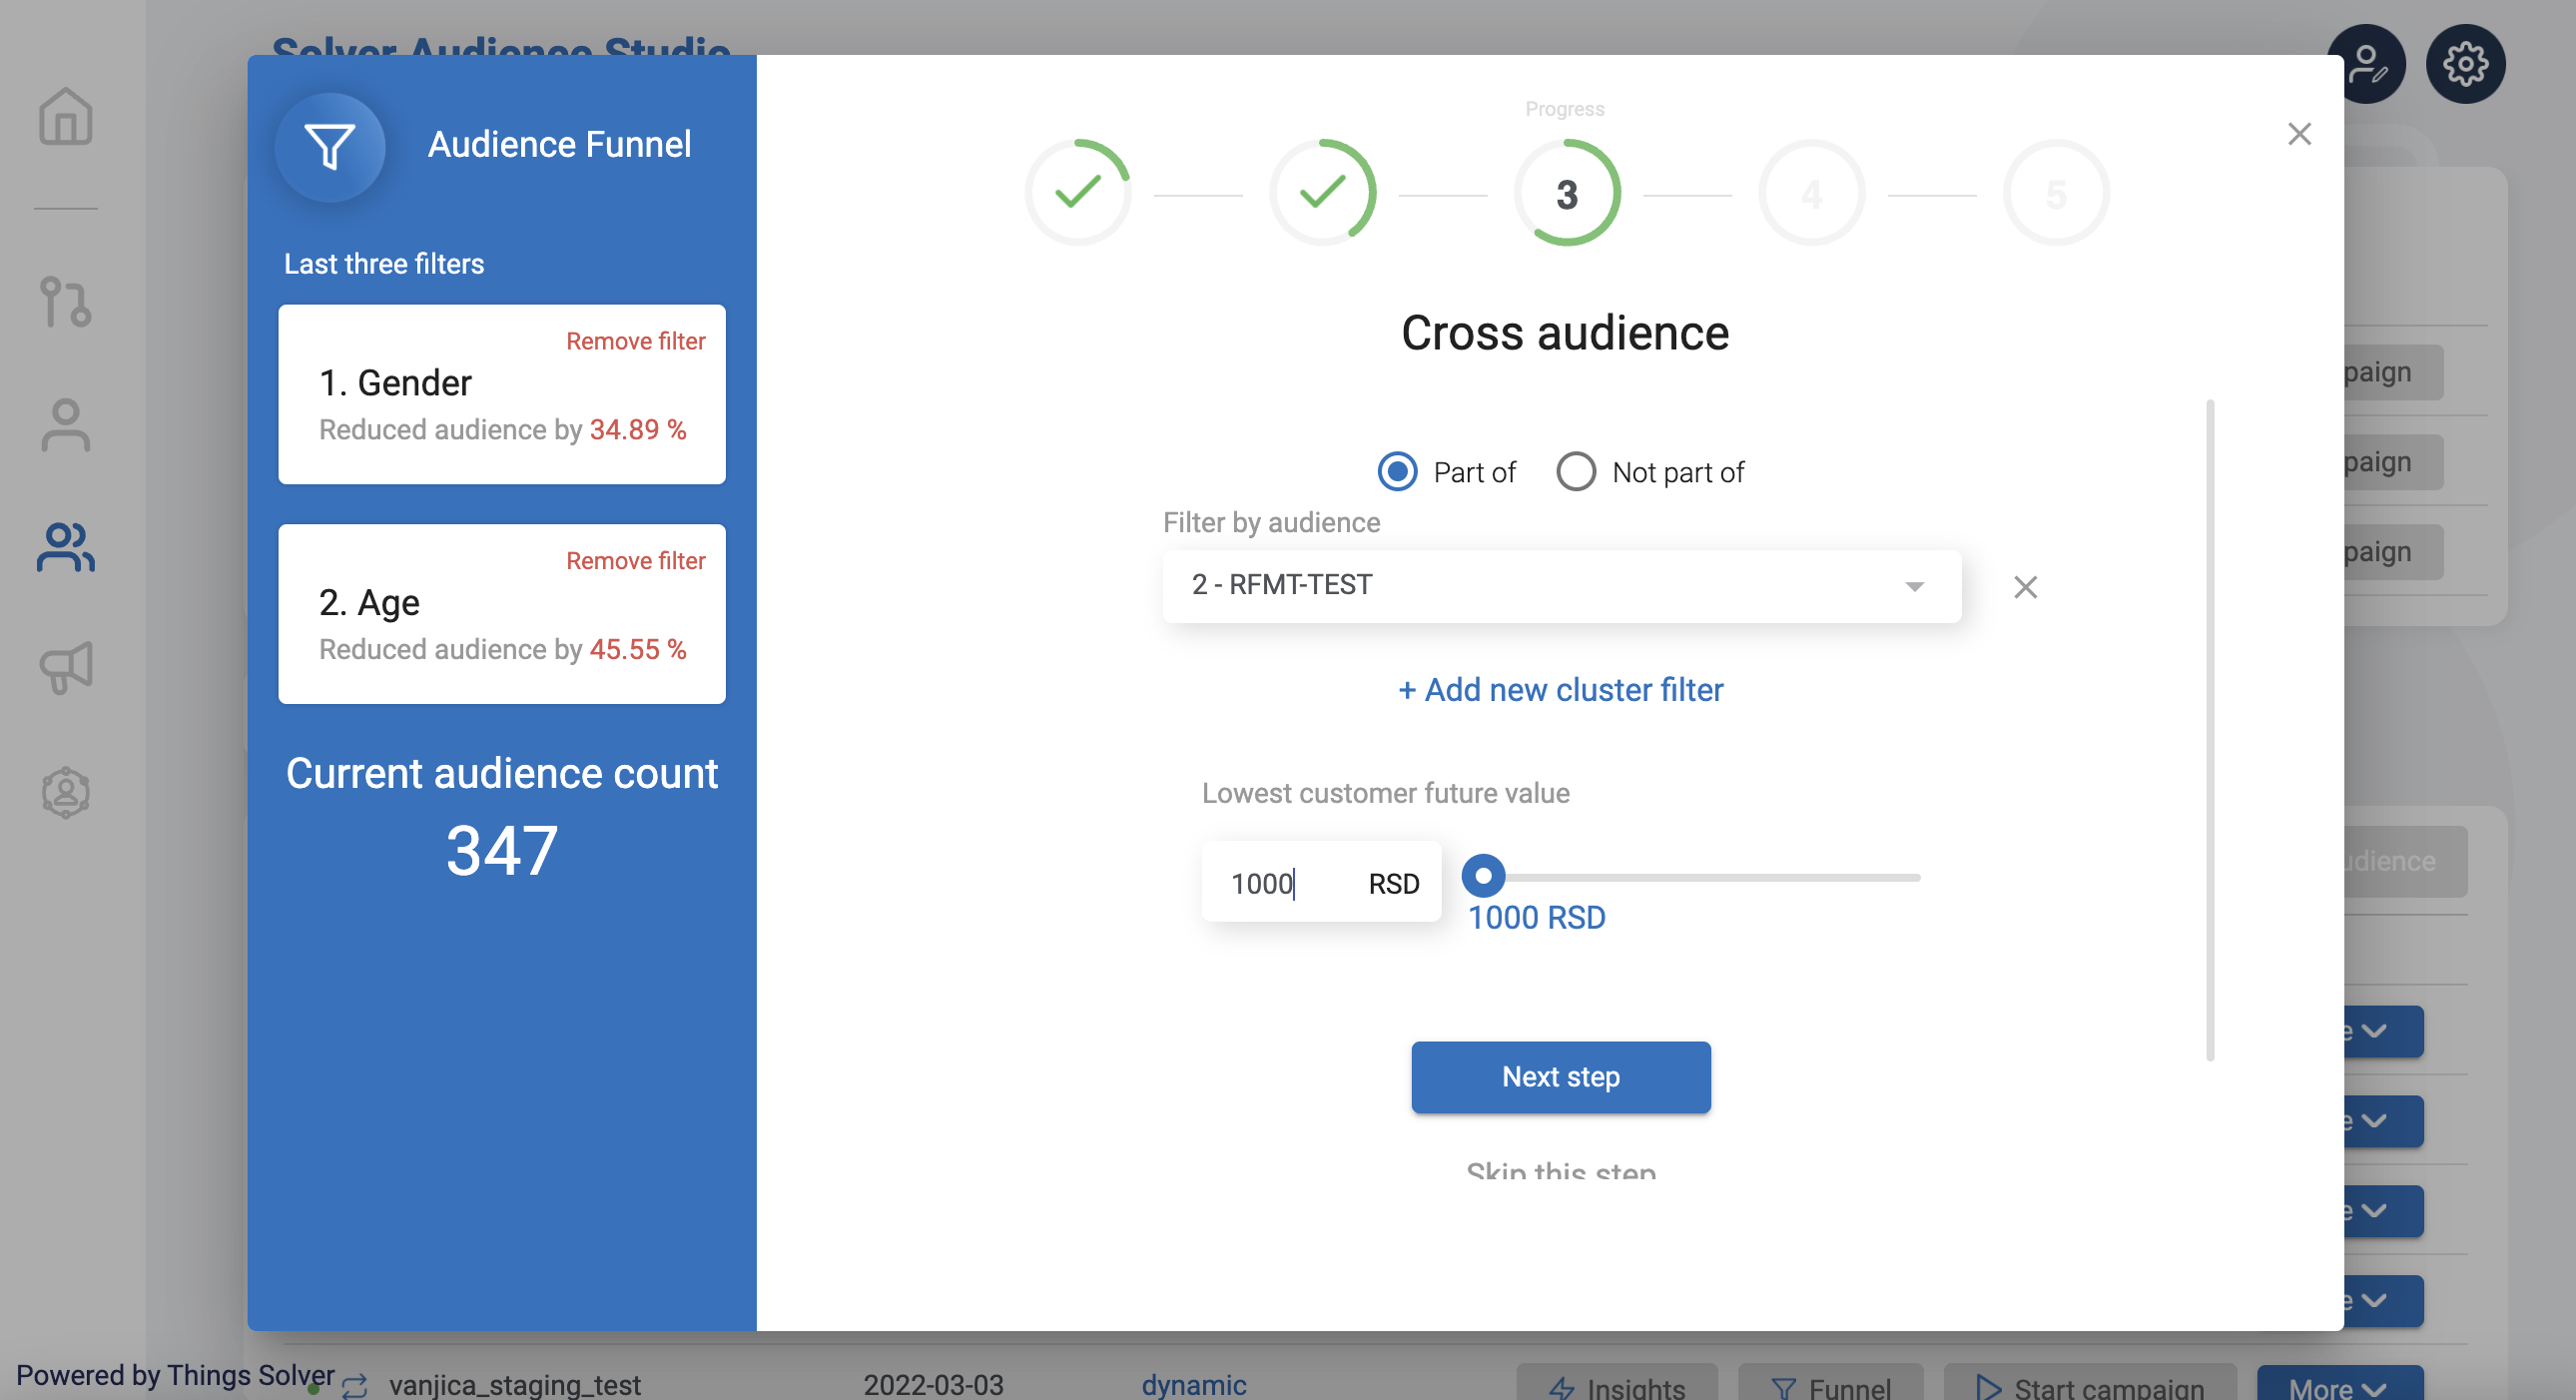 Solver Audience Studio
Audience Funnel
Last three filters
Remove filter
1. Gender
Reduced audience by 34.89 %
Remove filter
2. Age
Reduced audience by 45.55 %
Current audience count
347
Progress
3
4
5
Cross audience
Part of
Not part of
Filter by audience
2 - RFMT-TEST
+ Add new cluster filter
Lowest customer future value
1000 RSD
1000 RSD
Next step
Skip this step
paign
paign
paign
udience
e
e
e
e
Powered by Things Solver
vanjica_staging_test 2022-03-03 dynamic Insights Funnel Start campaign More